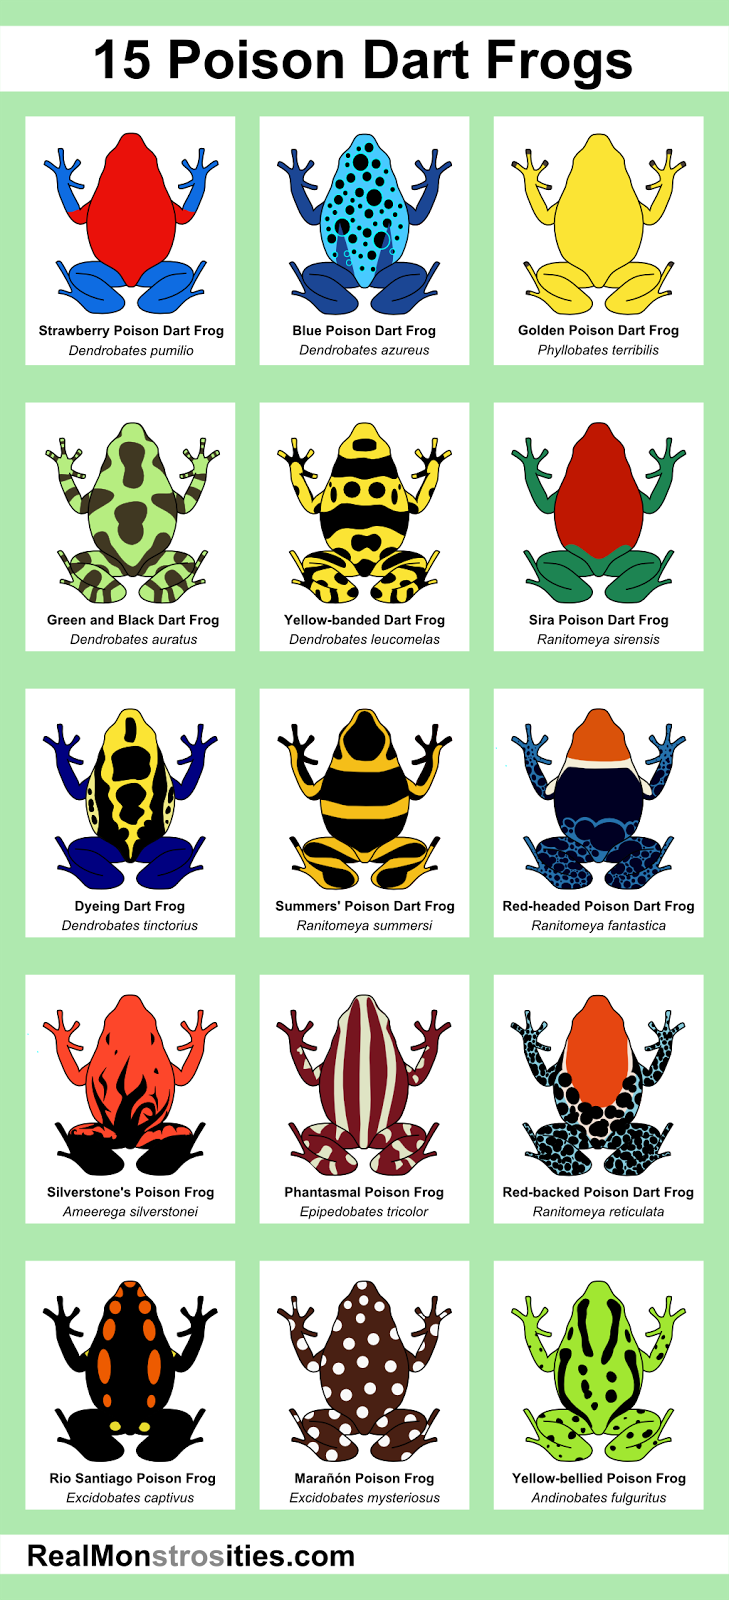 15 Poison Dart Frogs
Strawberry Poison Dart Frog
Dendrobates pumilio
Blue Poison Dart Frog
Dendrobates azureus
Golden Poison Dart Frog
Phyllobates terribilis
Green and Black Dart Frog
Dendrobates auratus
Yellow-banded Dart Frog
Dendrobates leucomelas
Sira Poison Dart Frog
Ranitomeya sirensis
Dyeing Dart Frog
Dendrobates tinctorius
Summers' Poison Dart Frog
Ranitomeya summersi
Red-headed Poison Dart Frog
Ranitomeya fantastica
Silverstone's Poison Frog
Ameerega silverstonei
Phantasmal Poison Frog
Epipedobates tricolor
Red-backed Poison Dart Frog
Ranitomeya reticulata
Rio Santiago Poison Frog
Excidobates captivus
Marañón Poison Frog
Excidobates mysteriosus
Yellow-bellied Poison Frog
Andinobates fulguritus
RealMonstrosities.com